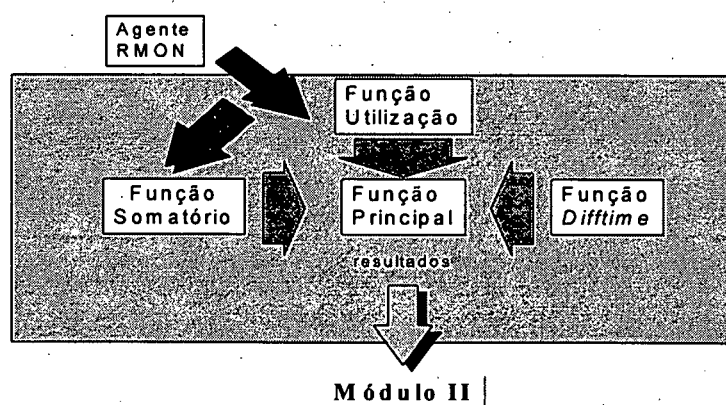 Agente
RMON
Função
Utilização
Função
Somatório
Função
Principal
Função
Difftime
resultados
Módulo II